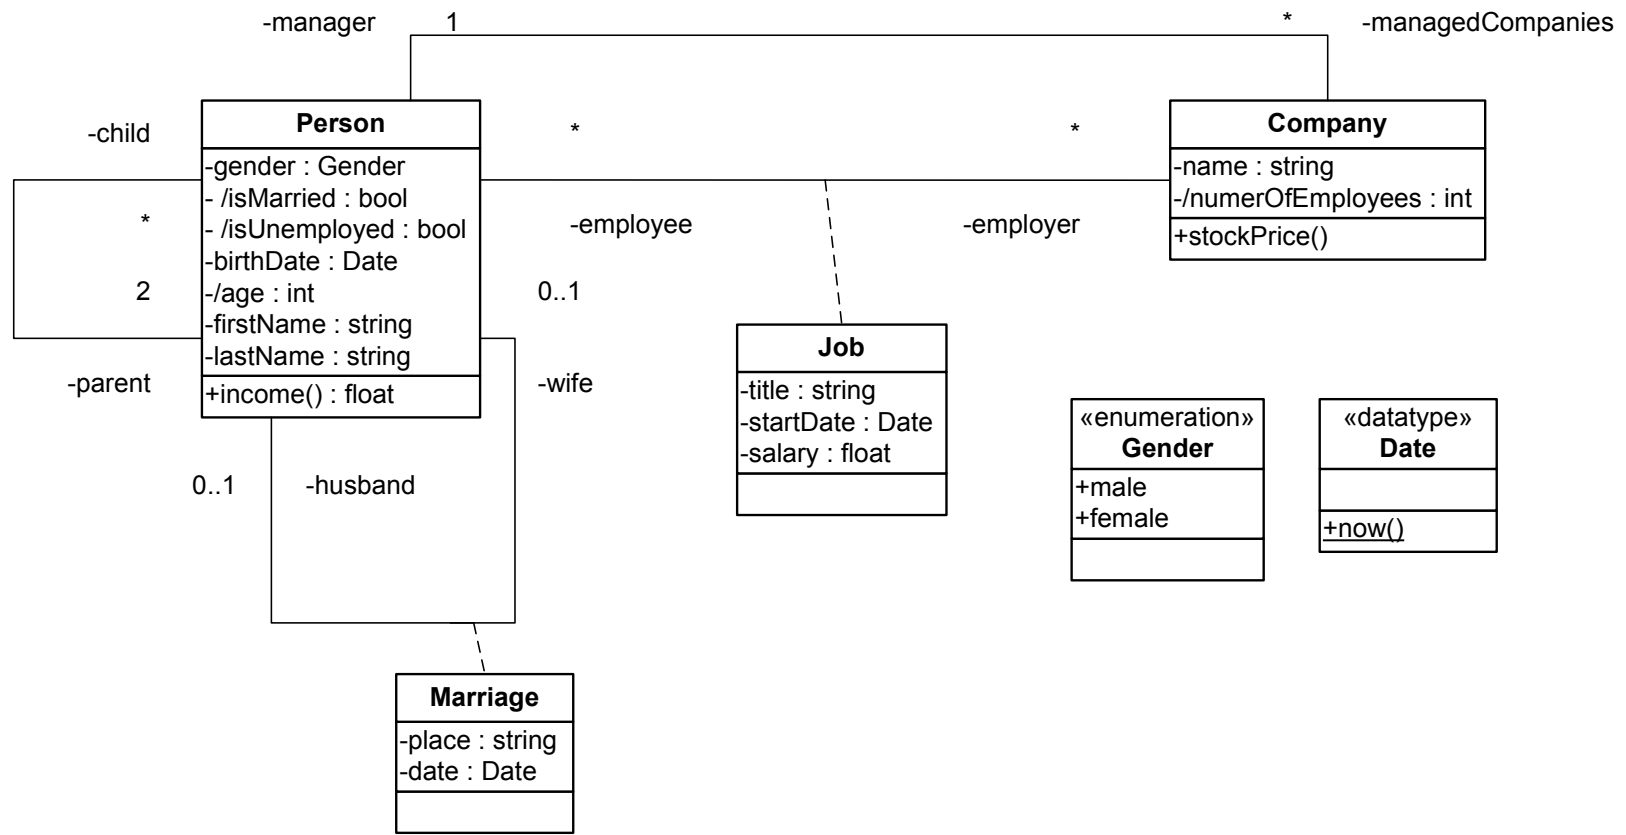 -manager 1 * -managedCompanies
-child
Person
* *
Company
-gender : Gender
- /isMarried : bool
- /isUnemployed : bool
-birthDate : Date
-/age : int
-firstName : string
-lastName : string
+income() : float
-name : string
-/numerOfEmployees : int
+stockPrice()
*
-employee -employer
2
0..1
-parent
-wife
Job
-title : string
-startDate : Date
-salary : float
«enumeration»
Gender
+male
+female
«datatype»
Date
+now()
0..1 -husband
Marriage
-place : string
-date : Date